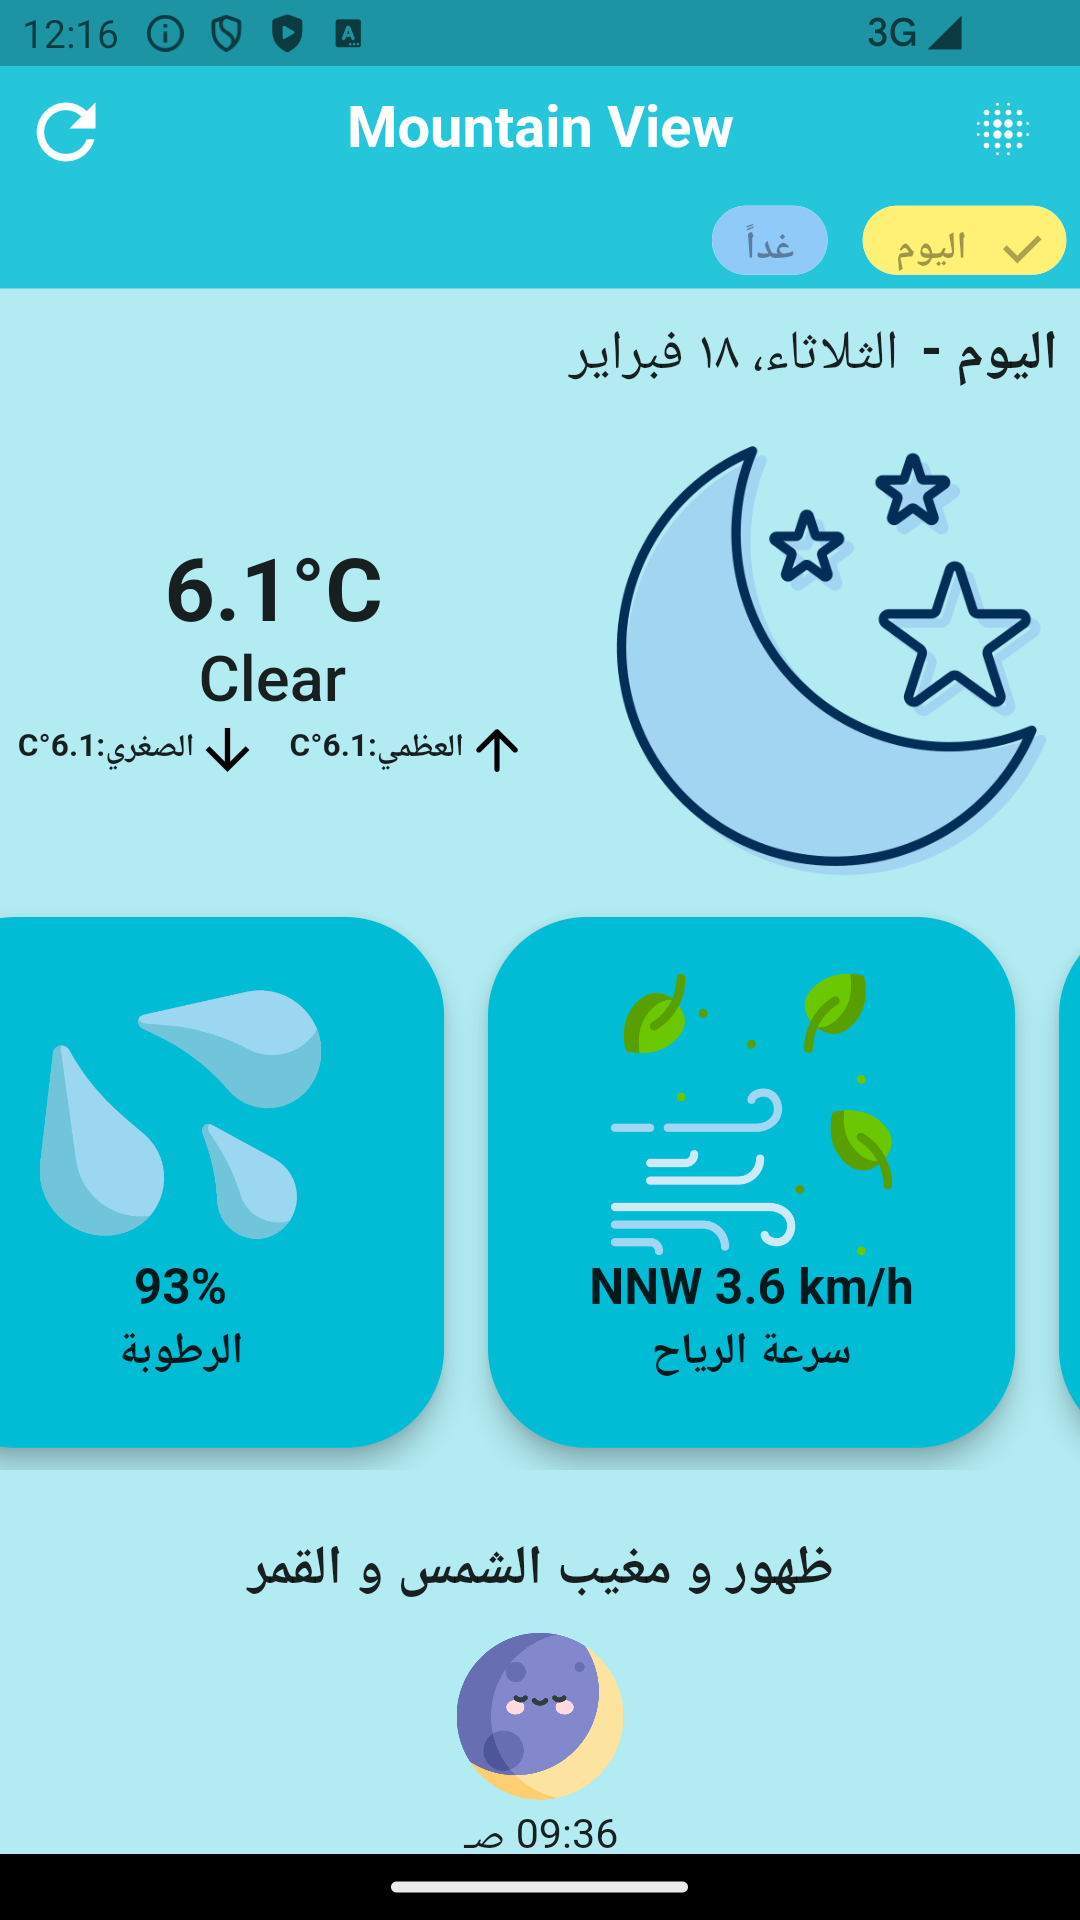 12:16
3G
Mountain View
اليوم
غداً
اليوم - الثلاثاء، ١٨ فبراير
6.1°C
Clear
العظمي:6.1°C
الصغري:6.1°C
93%
الرطوبة
NNW 3.6 km/h
سرعة الرياح
ظهور و مغيب الشمس و القمر
09:36 صـ